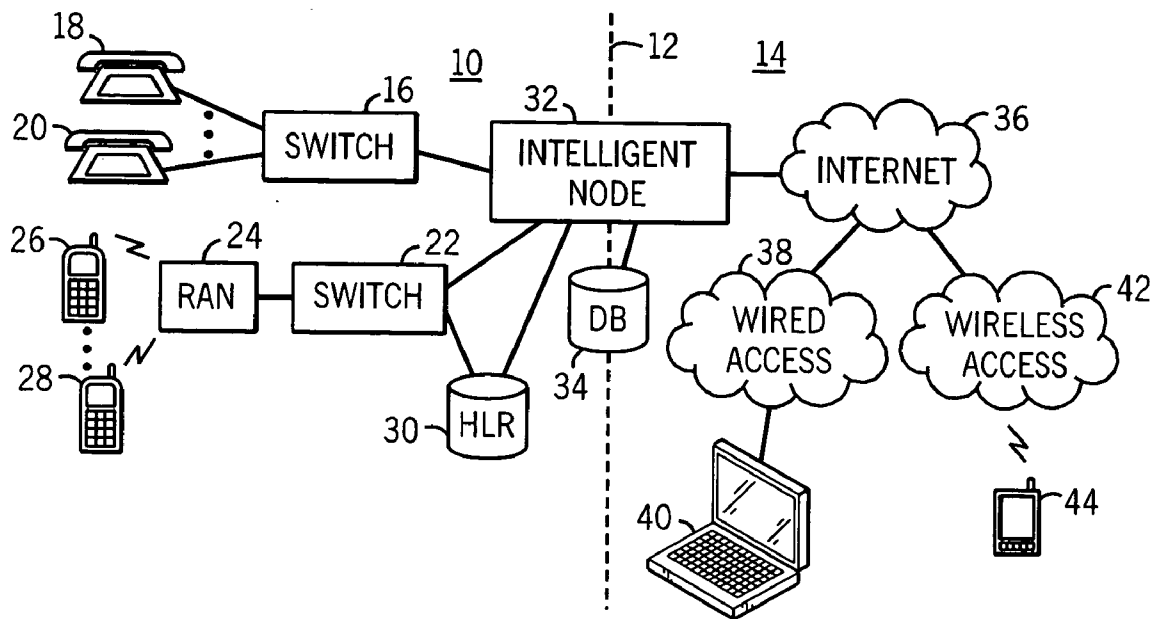 18
10
12
14
16
32
36
20
SWITCH
INTELLIGENT
NODE
INTERNET
26
24
22
38
42
RAN
SWITCH
DB
WIRED
ACCESS
WIRELESS
ACCESS
28
34
30
HLR
40
44